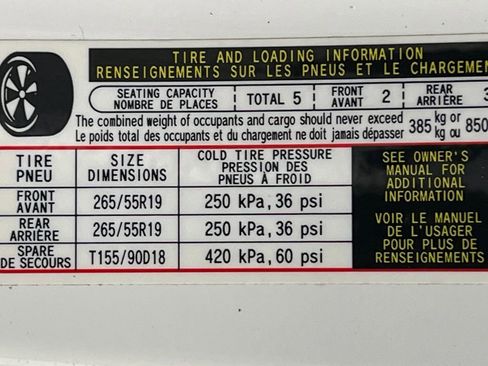 TIRE AND LOADING INFORMATION
RENSEIGNEMENTS SUR LES PNEUS ET LE CHARGEMEN
SEATING CAPACITY
NOMBRE DE PLACES
TOTAL 5
FRONT
AVANT
2
REAR
ARRIÈRE
3
The combined weight of occupants and cargo should never exceed
Le poids total des occupants et du chargement ne doit jamais dépasser
385 kg or
kg ou
850
TIRE
PNEU
SIZE
DIMENSIONS
COLD TIRE PRESSURE
PRESSION DES
PNEUS À FROID
FRONT
AVANT
265/55R19
250 kPa, 36 psi
REAR
ARRIÈRE
265/55R19
250 kPa, 36 psi
SPARE
DE SECOURS
T155/90D18
420 kPa, 60 psi
SEE OWNER'S
MANUAL FOR
ADDITIONAL
INFORMATION
VOIR LE MANUEL
DE L'USAGER
POUR PLUS DE
RENSEIGNEMENTS